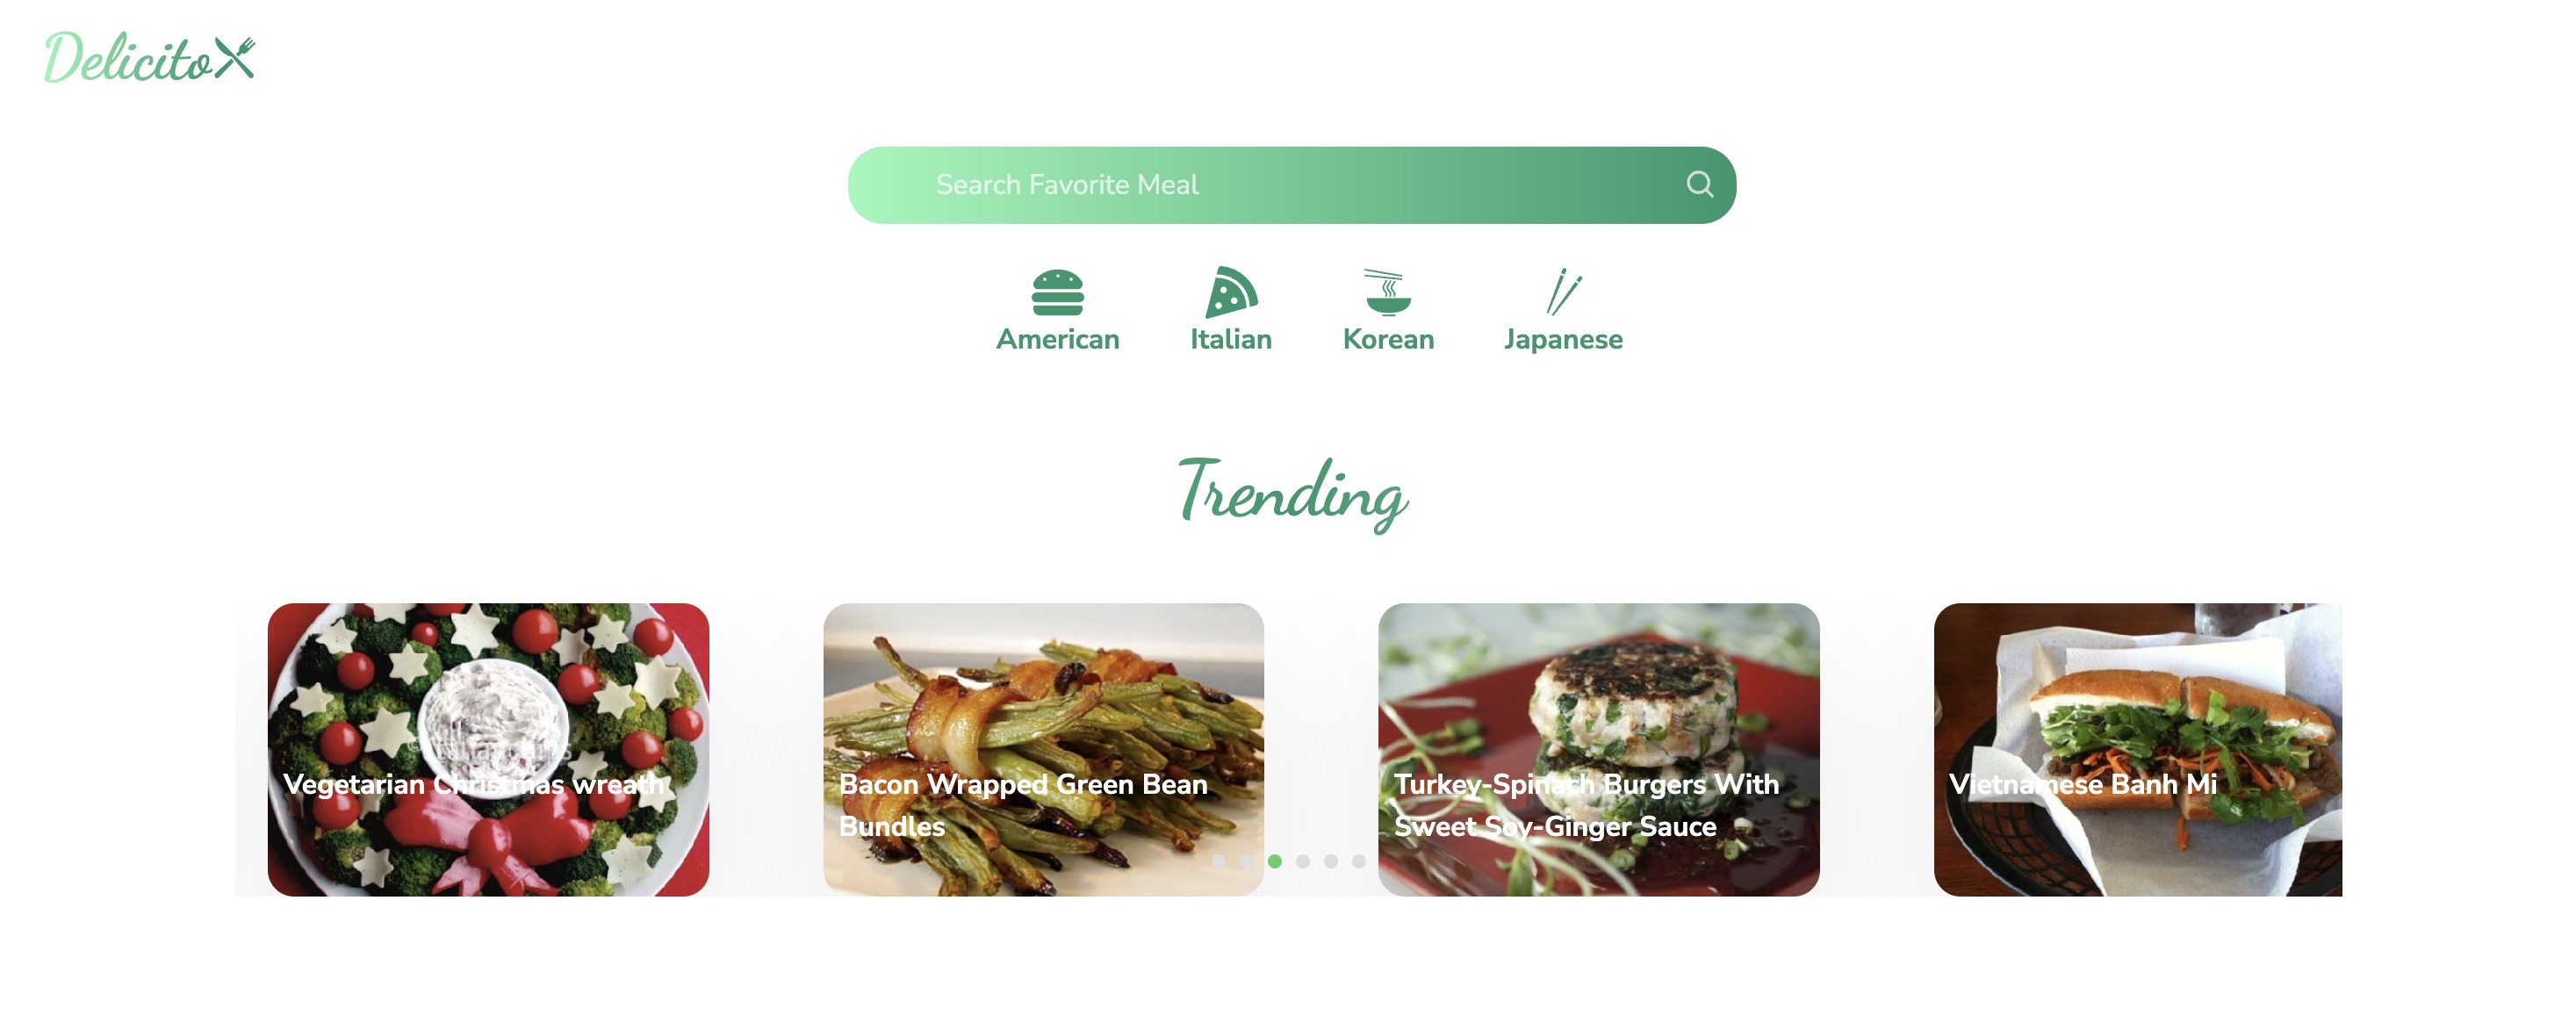 Delicito
Search Favorite Meal
American
Italian
Korean
Japanese
Trending
Vegetarian Christmas wreath
Bacon Wrapped Green Bean
Bundles
Turkey-Spinach Burgers With
Sweet Soy-Ginger Sauce
Vietnamese Banh Mi